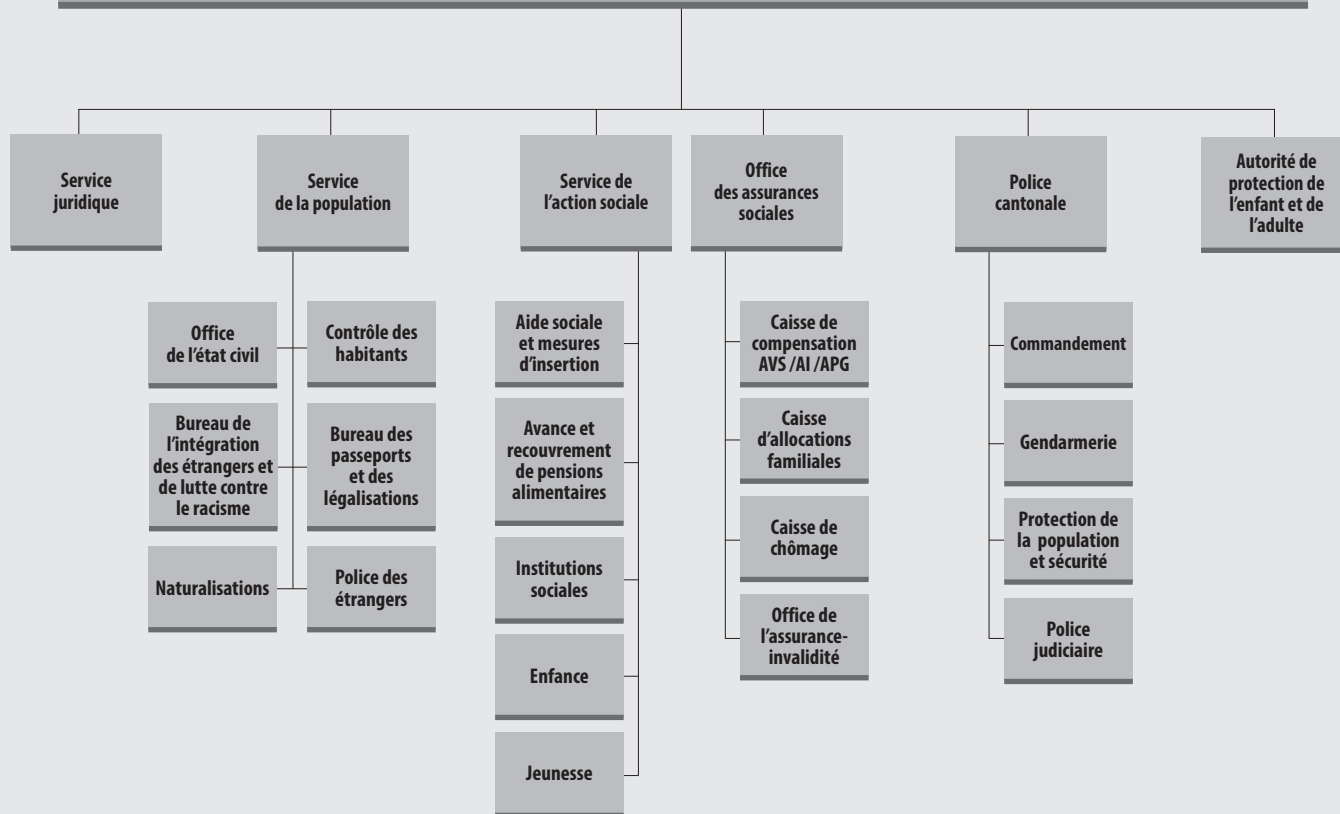 Service
juridique
Service
de la population
Service de
l'action sociale
Office
des assurances
sociales
Police
cantonale
Autorité de
protection de
l'enfant et de
l'adulte
Office
de l'état civil
Contrôle des
habitants
Bureau de
l'intégration
des étrangers et
de lutte contre
le racisme
Bureau des
passeports
et des
légalisations
Naturalisations
Police des
étrangers
Aide sociale
et mesures
d'insertion
Avance et
recouvrement
de pensions
alimentaires
Institutions
sociales
Enfance
Jeunesse
Caisse de
compensation
AVS /AI /APG
Caisse
d'allocations
familiales
Caisse de
chômage
Office de
l'assurance-
invalidité
Commandement
Gendarmerie
Protection de
la population
et sécurité
Police
judiciaire